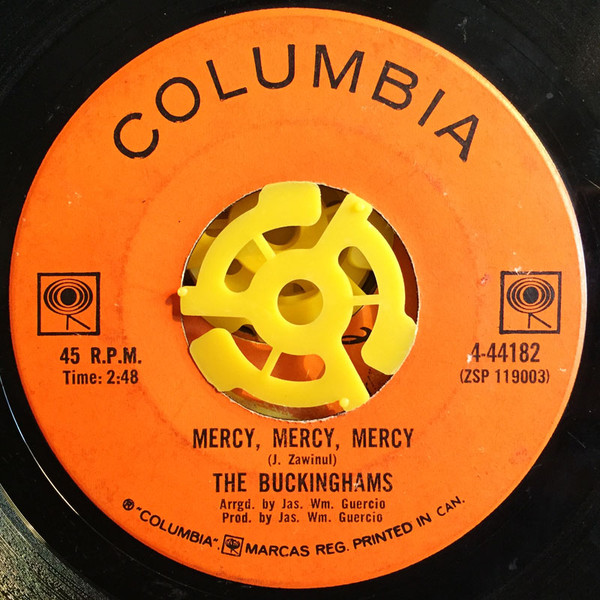 COLUMBIA
45 R.P.M.
Time: 2:48
4-44182
(ZSP 119003)
MERCY, MERCY, MERCY
(J. Zawinul)
THE BUCKINGHAMS
Arrgd. by Jas. Wm. Guercio
Prod. by Jas. Wm. Guercio
® "COLUMBIA", MARCAS REG. PRINTED IN CAN.